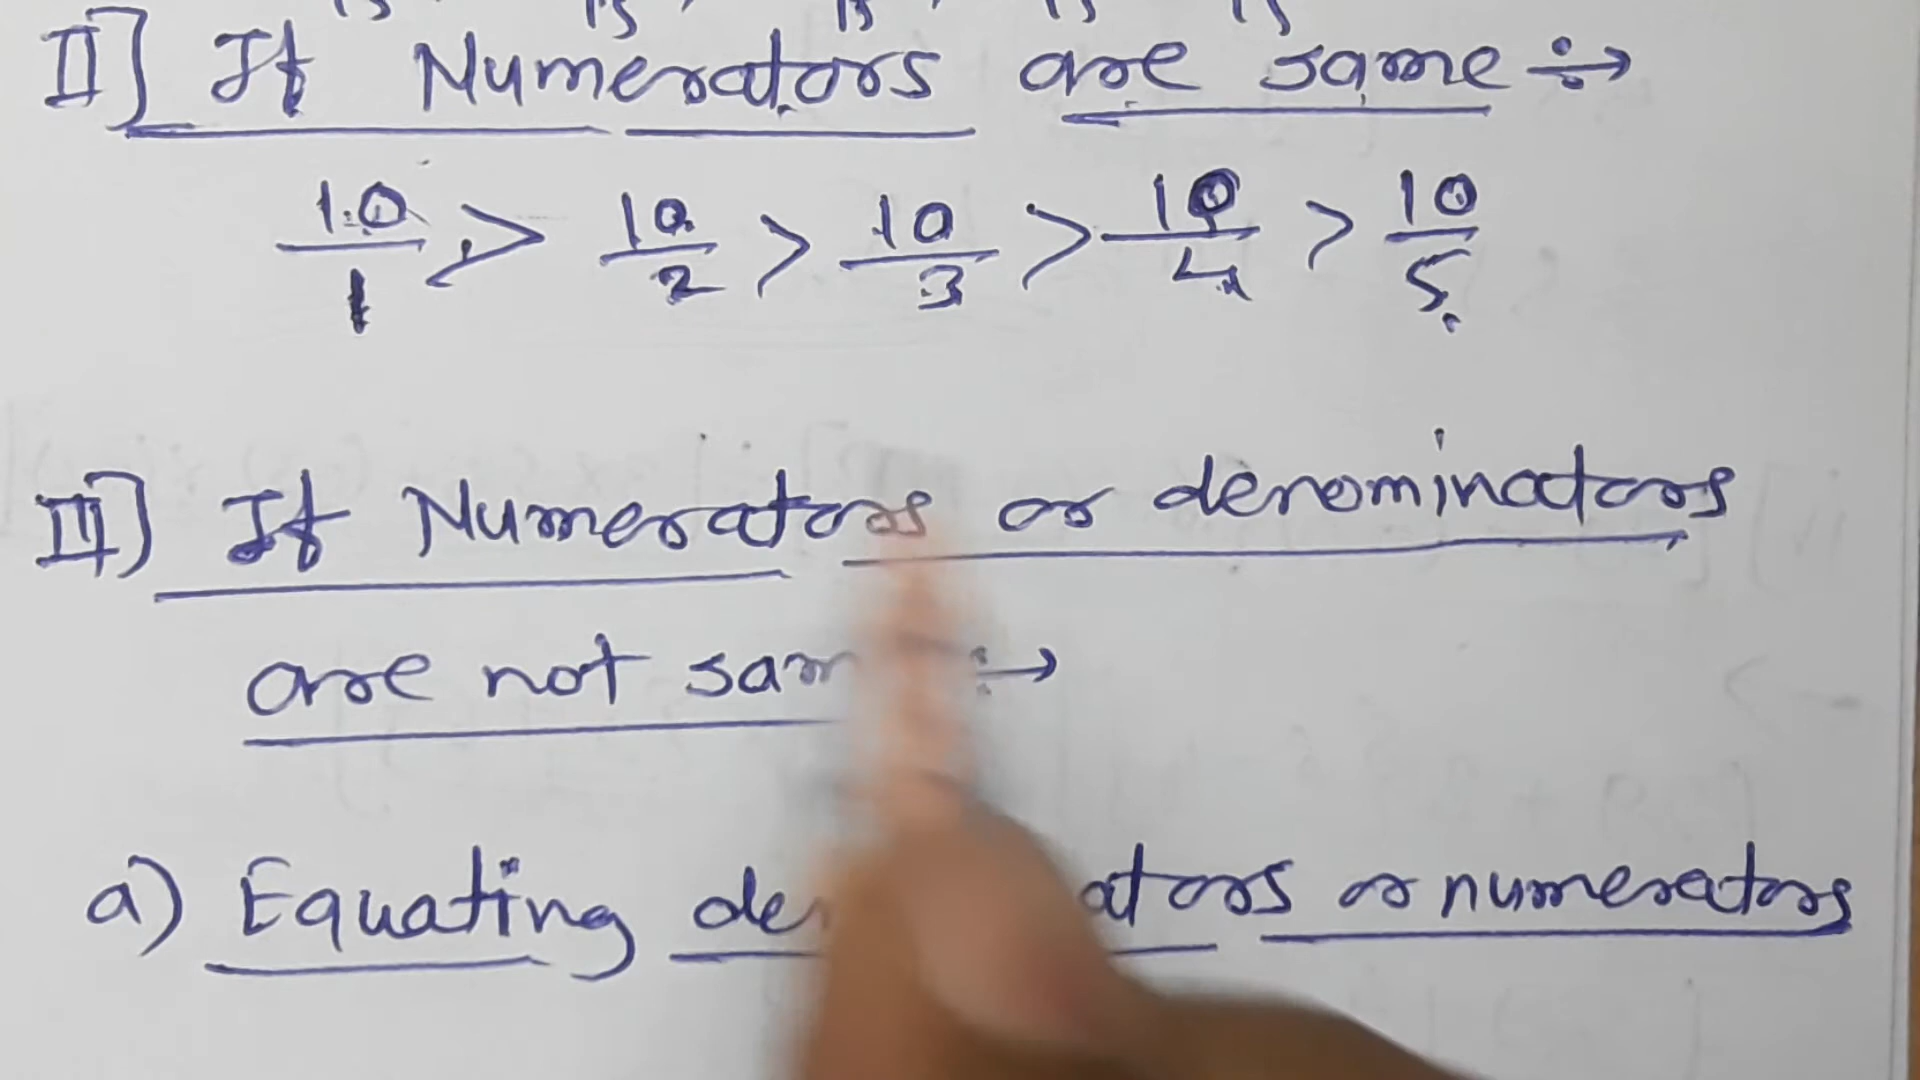 II] If Numerators are same ÷→
10/1 > 10/2 > 10/3 > 10/4 > 10/5
III) If Numerators or denominators
are not →
a) Equating or numerators